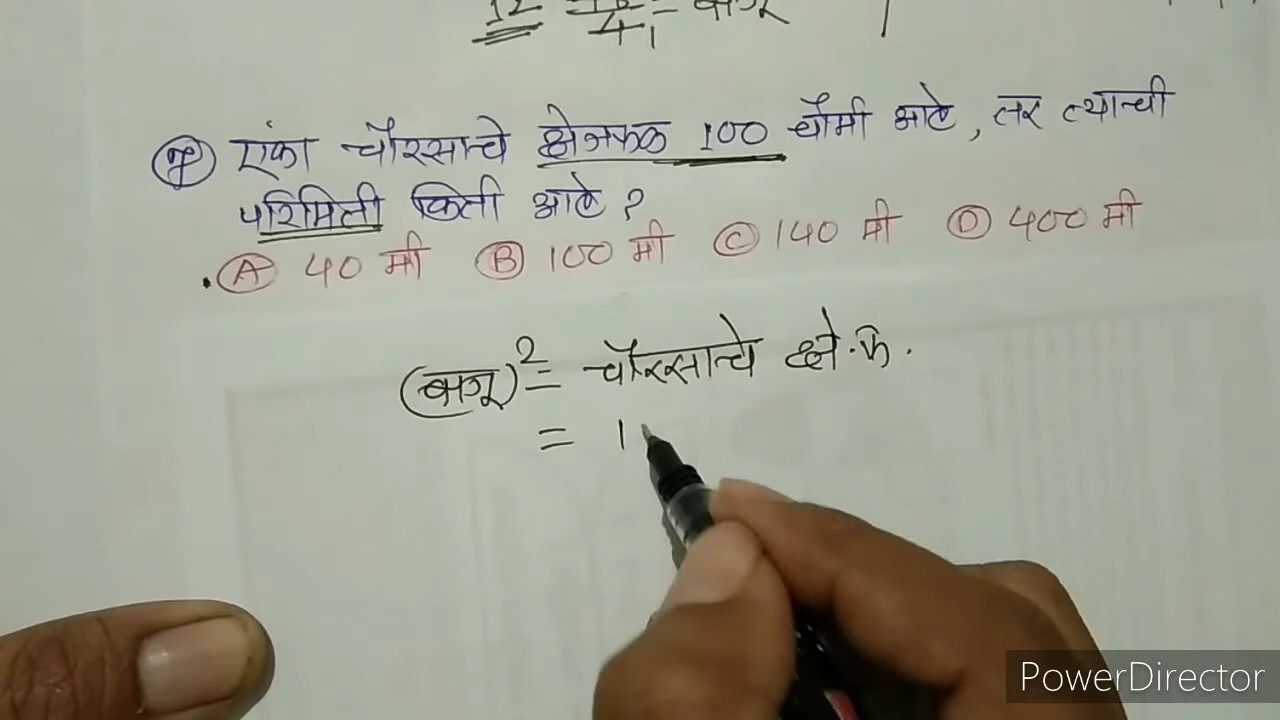 प्र एका चौरसाचे क्षेत्रफळ 100 चौमी आहे, तर त्याची
परिमिती किती आहे ?
A 40 मी B 100 मी C 140 मी D 400 मी
(बाजू)² = चौरसाचे क्षे.फ.
= 1
PowerDirector